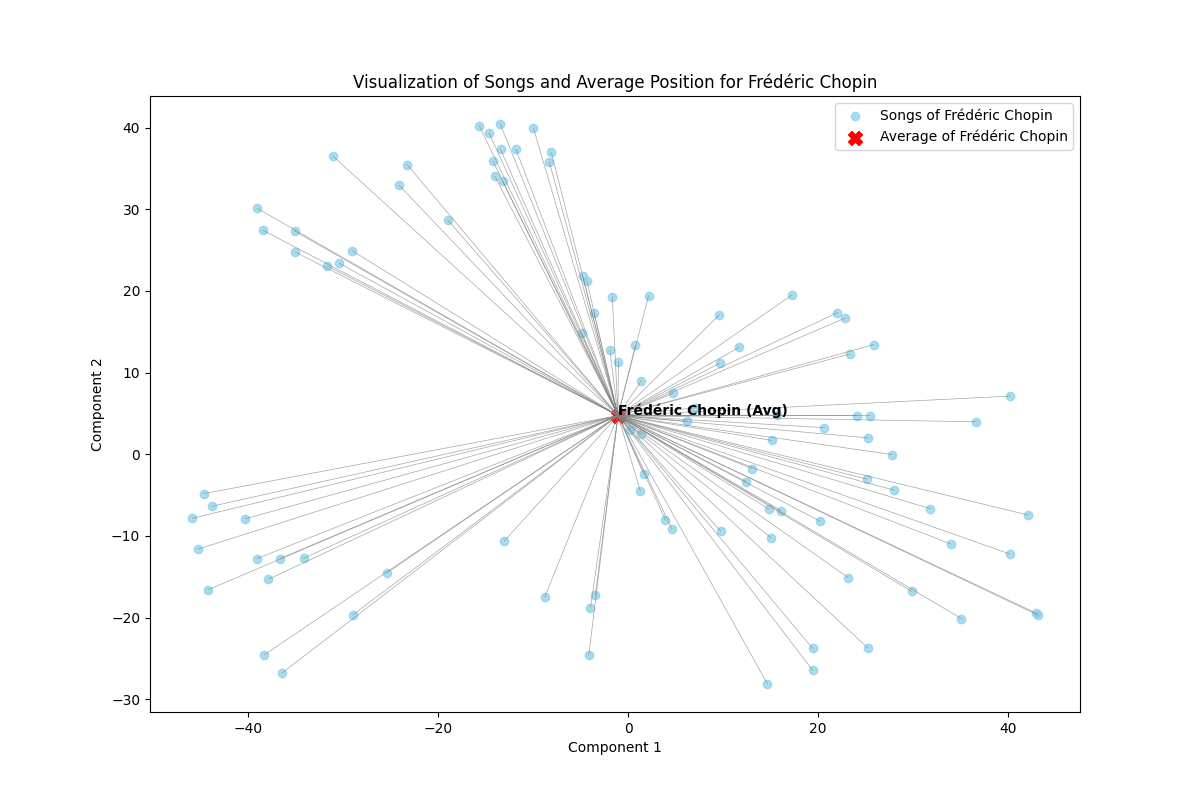 Visualization of Songs and Average Position for Frédéric Chopin
Songs of Frédéric Chopin
Average of Frédéric Chopin
40
30
20
10
0
−10
−20
−30
Component 2
Frédéric Chopin (Avg)
−40
−20
0
20
40
Component 1